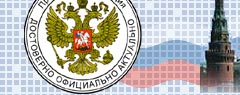 ДОСТОВЕРНО ОФИЦИАЛЬНО АКТУАЛЬНО